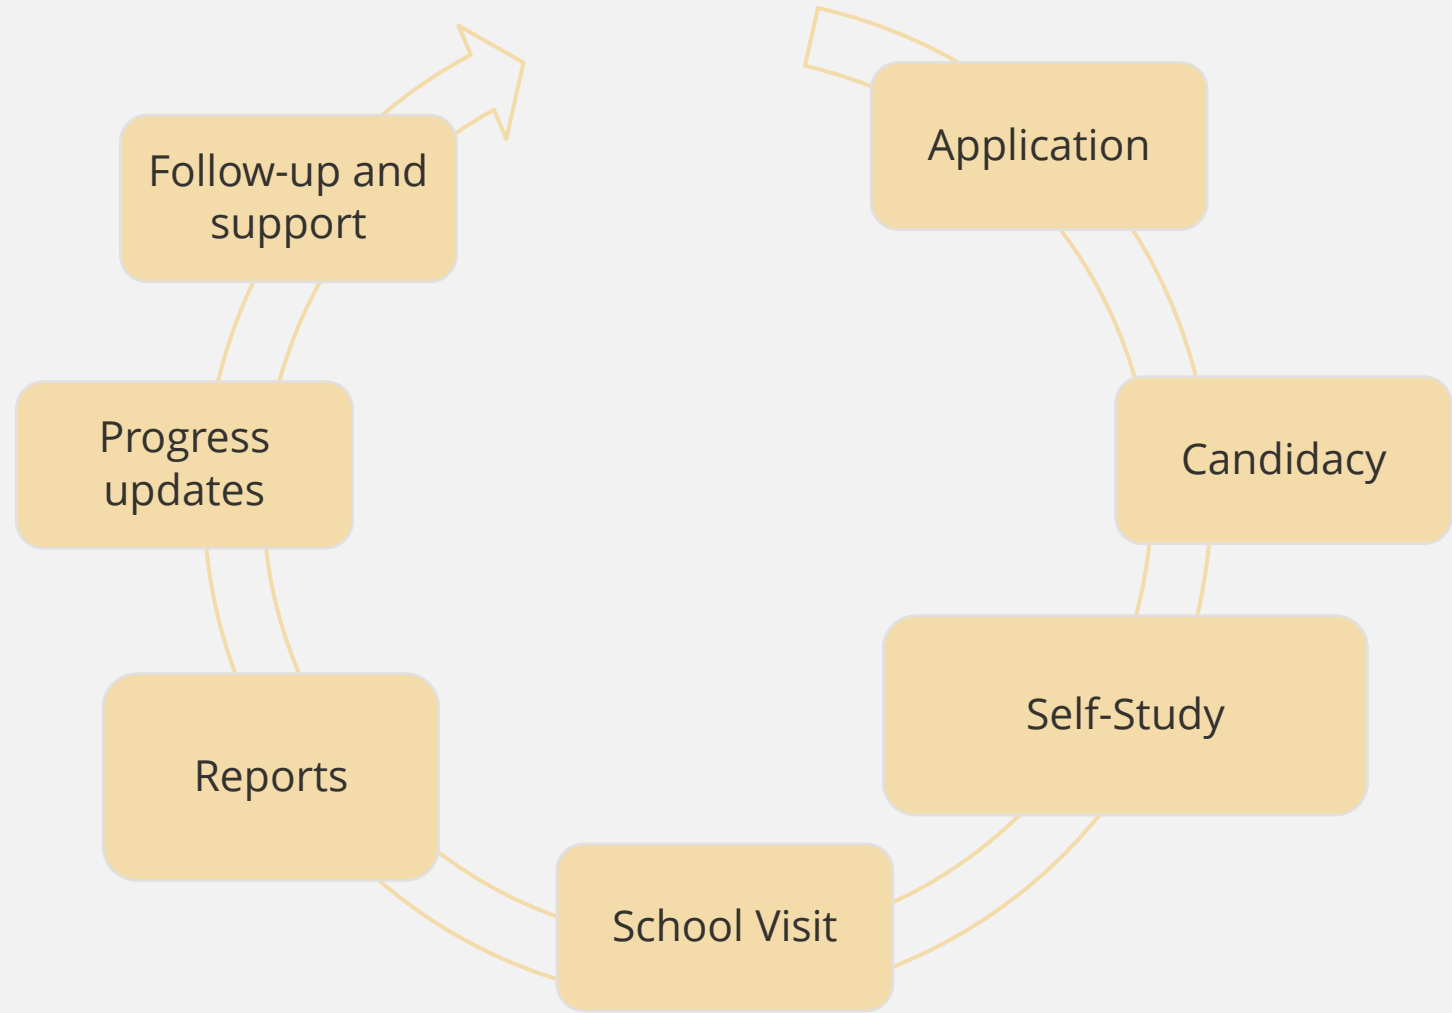 Application
Candidacy
Self-Study
School Visit
Reports
Progress
updates
Follow-up and
support